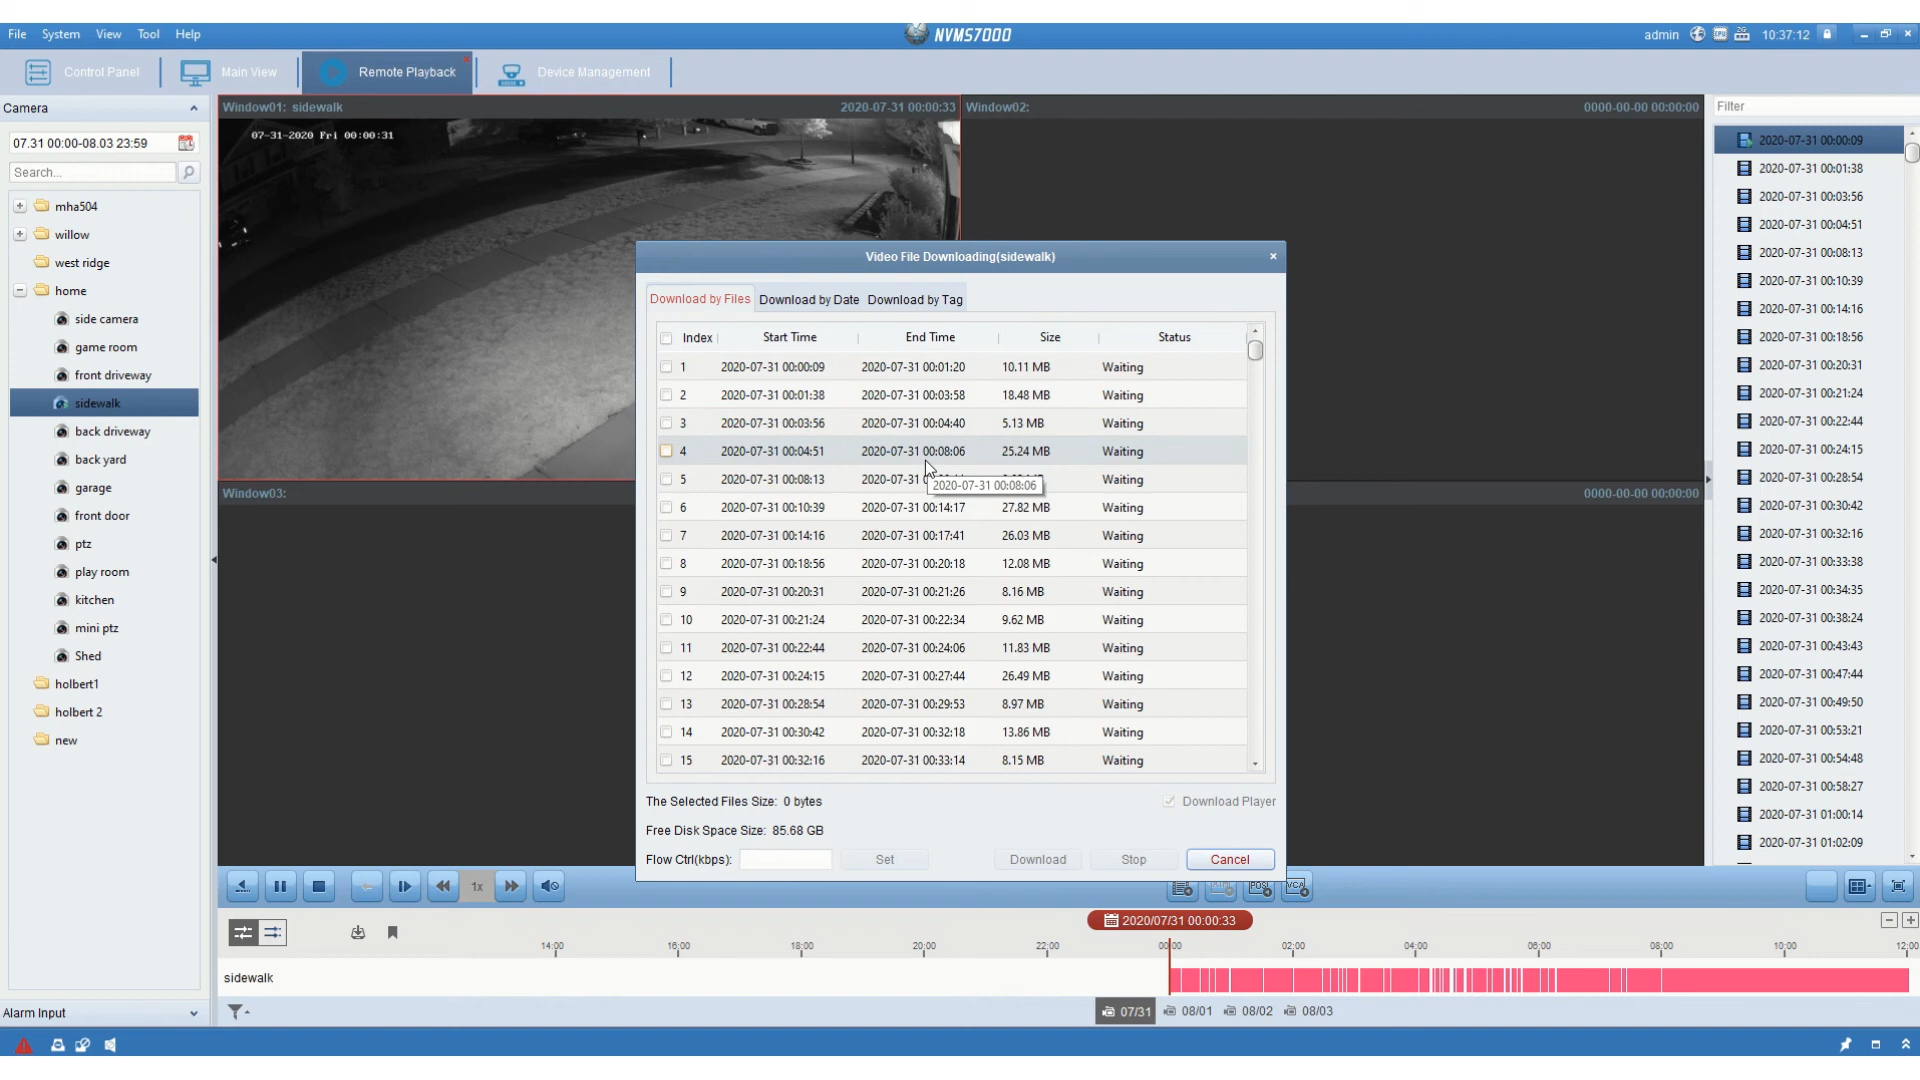 File System View Tool Help
NVMS7000
admin 10:37:12
Control Panel
Main View
Remote Playback
Device Management
Camera
07.31 00:00-08.03 23:59
Search...
mha504
willow
west ridge
home
side camera
game room
front driveway
sidewalk
back driveway
back yard
garage
front door
ptz
play room
kitchen
mini ptz
Shed
holbert1
holbert 2
new
Alarm Input
Window01: sidewalk 2020-07-31 00:00:33
07-31-2020 Fri 00:00:31
Window02: 0000-00-00 00:00:00
Window03:
0000-00-00 00:00:00
Video File Downloading(sidewalk)
Download by Files Download by Date Download by Tag
Index Start Time End Time Size Status
1 2020-07-31 00:00:09 2020-07-31 00:01:20 10.11 MB Waiting
2 2020-07-31 00:01:38 2020-07-31 00:03:58 18.48 MB Waiting
3 2020-07-31 00:03:56 2020-07-31 00:04:40 5.13 MB Waiting
4 2020-07-31 00:04:51 2020-07-31 00:08:06 25.24 MB Waiting
5 2020-07-31 00:08:13 2020-07-31 Waiting
2020-07-31 00:08:06
6 2020-07-31 00:10:39 2020-07-31 00:14:17 27.82 MB Waiting
7 2020-07-31 00:14:16 2020-07-31 00:17:41 26.03 MB Waiting
8 2020-07-31 00:18:56 2020-07-31 00:20:18 12.08 MB Waiting
9 2020-07-31 00:20:31 2020-07-31 00:21:26 8.16 MB Waiting
10 2020-07-31 00:21:24 2020-07-31 00:22:34 9.62 MB Waiting
11 2020-07-31 00:22:44 2020-07-31 00:24:06 11.83 MB Waiting
12 2020-07-31 00:24:15 2020-07-31 00:27:44 26.49 MB Waiting
13 2020-07-31 00:28:54 2020-07-31 00:29:53 8.97 MB Waiting
14 2020-07-31 00:30:42 2020-07-31 00:32:18 13.86 MB Waiting
15 2020-07-31 00:32:16 2020-07-31 00:33:14 8.15 MB Waiting
The Selected Files Size: 0 bytes
Download Player
Free Disk Space Size: 85.68 GB
Flow Ctrl(kbps): Set Download Stop Cancel
Filter
2020-07-31 00:00:09
2020-07-31 00:01:38
2020-07-31 00:03:56
2020-07-31 00:04:51
2020-07-31 00:08:13
2020-07-31 00:10:39
2020-07-31 00:14:16
2020-07-31 00:18:56
2020-07-31 00:20:31
2020-07-31 00:21:24
2020-07-31 00:22:44
2020-07-31 00:24:15
2020-07-31 00:28:54
2020-07-31 00:30:42
2020-07-31 00:32:16
2020-07-31 00:33:38
2020-07-31 00:34:35
2020-07-31 00:38:24
2020-07-31 00:43:43
2020-07-31 00:47:44
2020-07-31 00:49:50
2020-07-31 00:53:21
2020-07-31 00:54:48
2020-07-31 00:58:27
2020-07-31 01:00:14
2020-07-31 01:02:09
1x
POS
VCA
2020/07/31 00:00:33
14:00 16:00 18:00 20:00 22:00 00:00 02:00 04:00 06:00 08:00 10:00 12:00
sidewalk
07/31 08/01 08/02 08/03